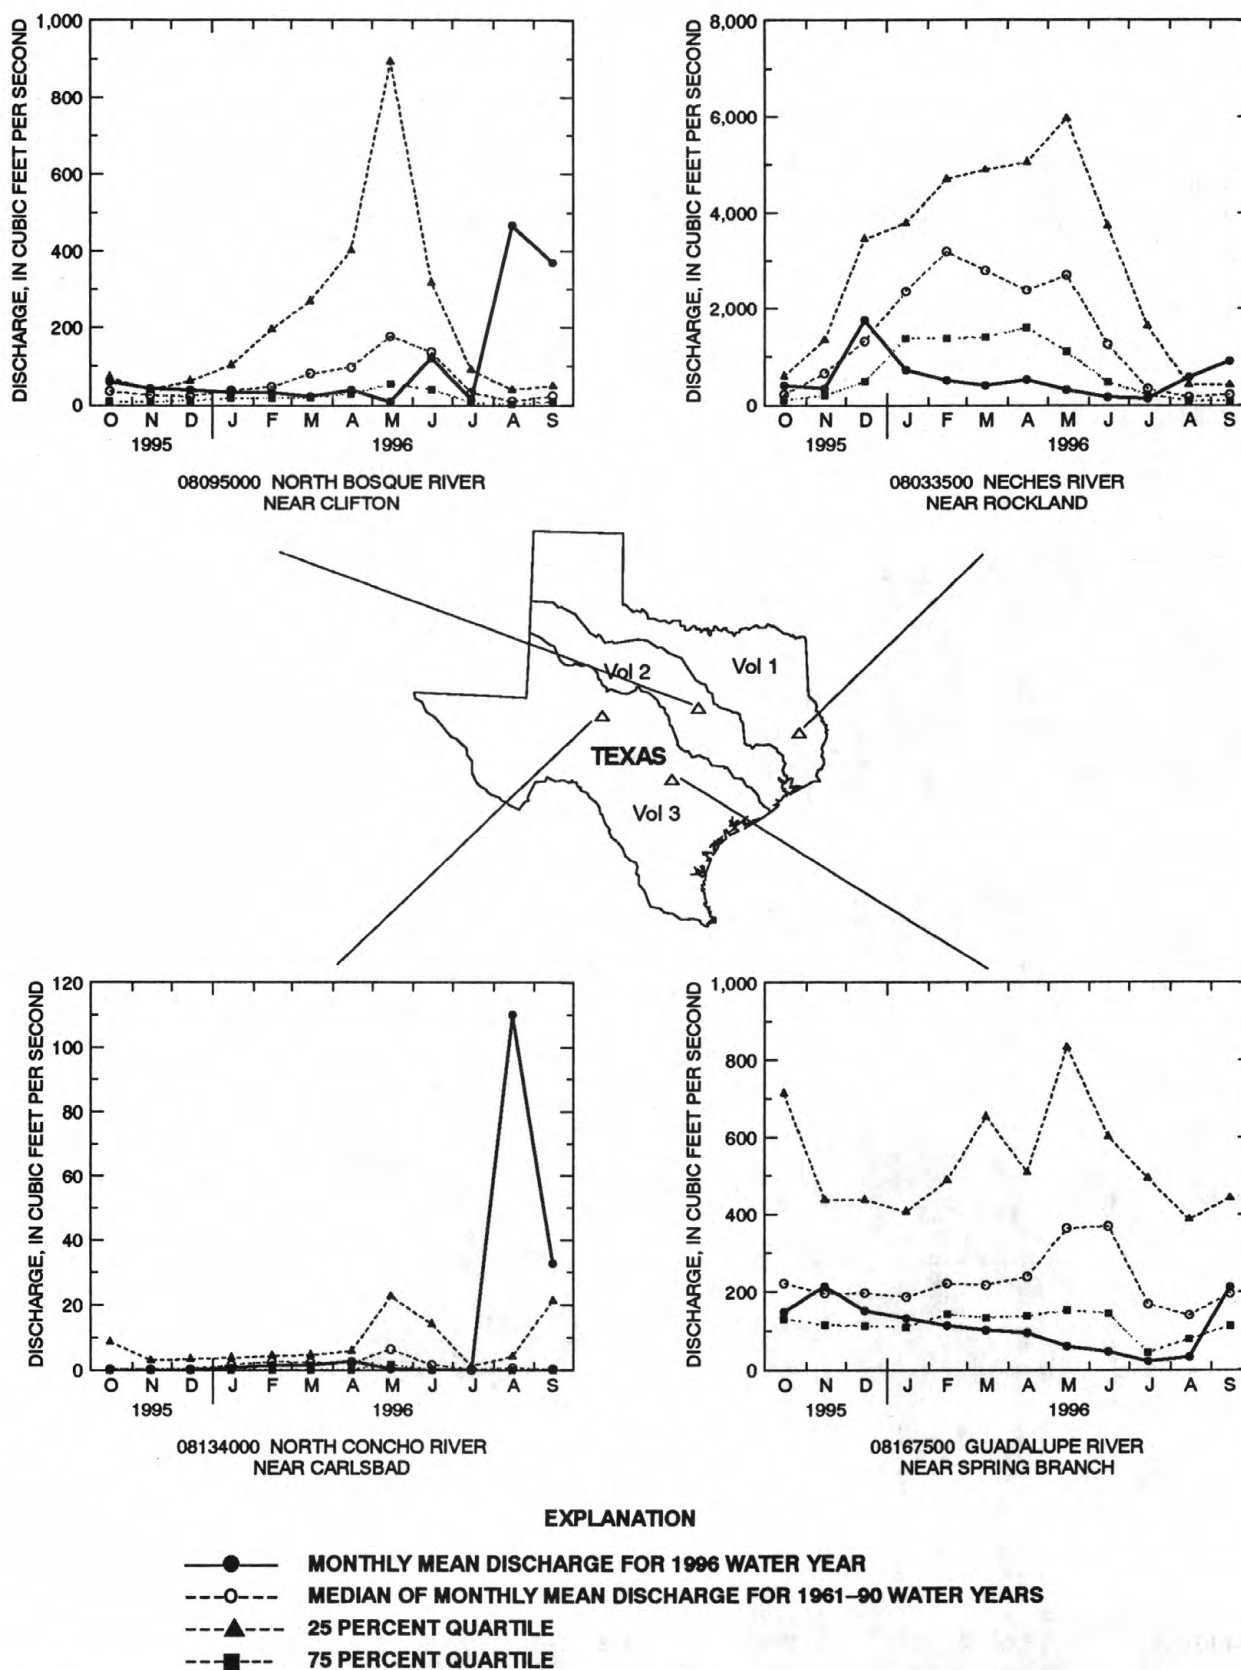 DISCHARGE, IN CUBIC FEET PER SECOND
1,000
800
600
400
200
0
O N D J F M A M J J A S
1995 1996
08095000 NORTH BOSQUE RIVER
NEAR CLIFTON
DISCHARGE, IN CUBIC FEET PER SECOND
8,000
6,000
4,000
2,000
0
O N D J F M A M J J A S
1995 1996
08033500 NECHES RIVER
NEAR ROCKLAND
Vol 2
Vol 1
TEXAS
Vol 3
DISCHARGE, IN CUBIC FEET PER SECOND
120
100
80
60
40
20
0
O N D J F M A M J J A S
1995 1996
08134000 NORTH CONCHO RIVER
NEAR CARLSBAD
DISCHARGE, IN CUBIC FEET PER SECOND
1,000
800
600
400
200
0
O N D J F M A M J J A S
1995 1996
08167500 GUADALUPE RIVER
NEAR SPRING BRANCH
EXPLANATION
MONTHLY MEAN DISCHARGE FOR 1996 WATER YEAR
MEDIAN OF MONTHLY MEAN DISCHARGE FOR 1961–90 WATER YEARS
25 PERCENT QUARTILE
75 PERCENT QUARTILE